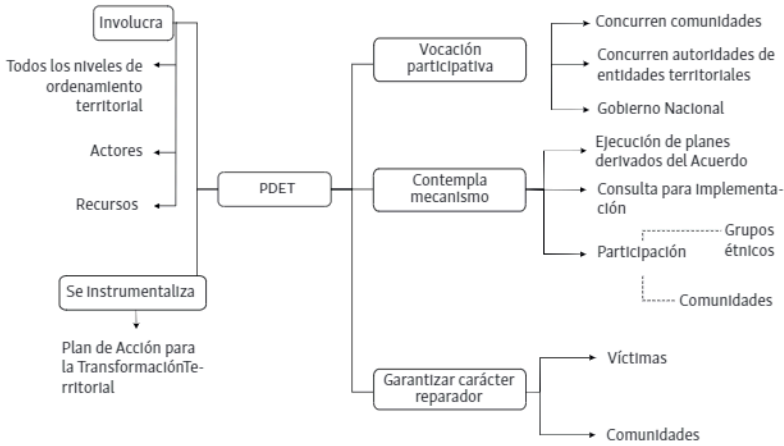 Involucra
Todos los niveles de
ordenamiento
territorial
Actores
Recursos
PDET
Se instrumentaliza
Plan de Acción para
la TransformaciónTe-
rritorial
Vocación
participativa
Concurren comunidades
Concurren autoridades de
entidades territoriales
Gobierno Nacional
Contempla
mecanismo
Ejecución de planes
derivados del Acuerdo
Consulta para implementa-
ción
Participación
Grupos
étnicos
Comunidades
Garantizar carácter
reparador
Víctimas
Comunidades